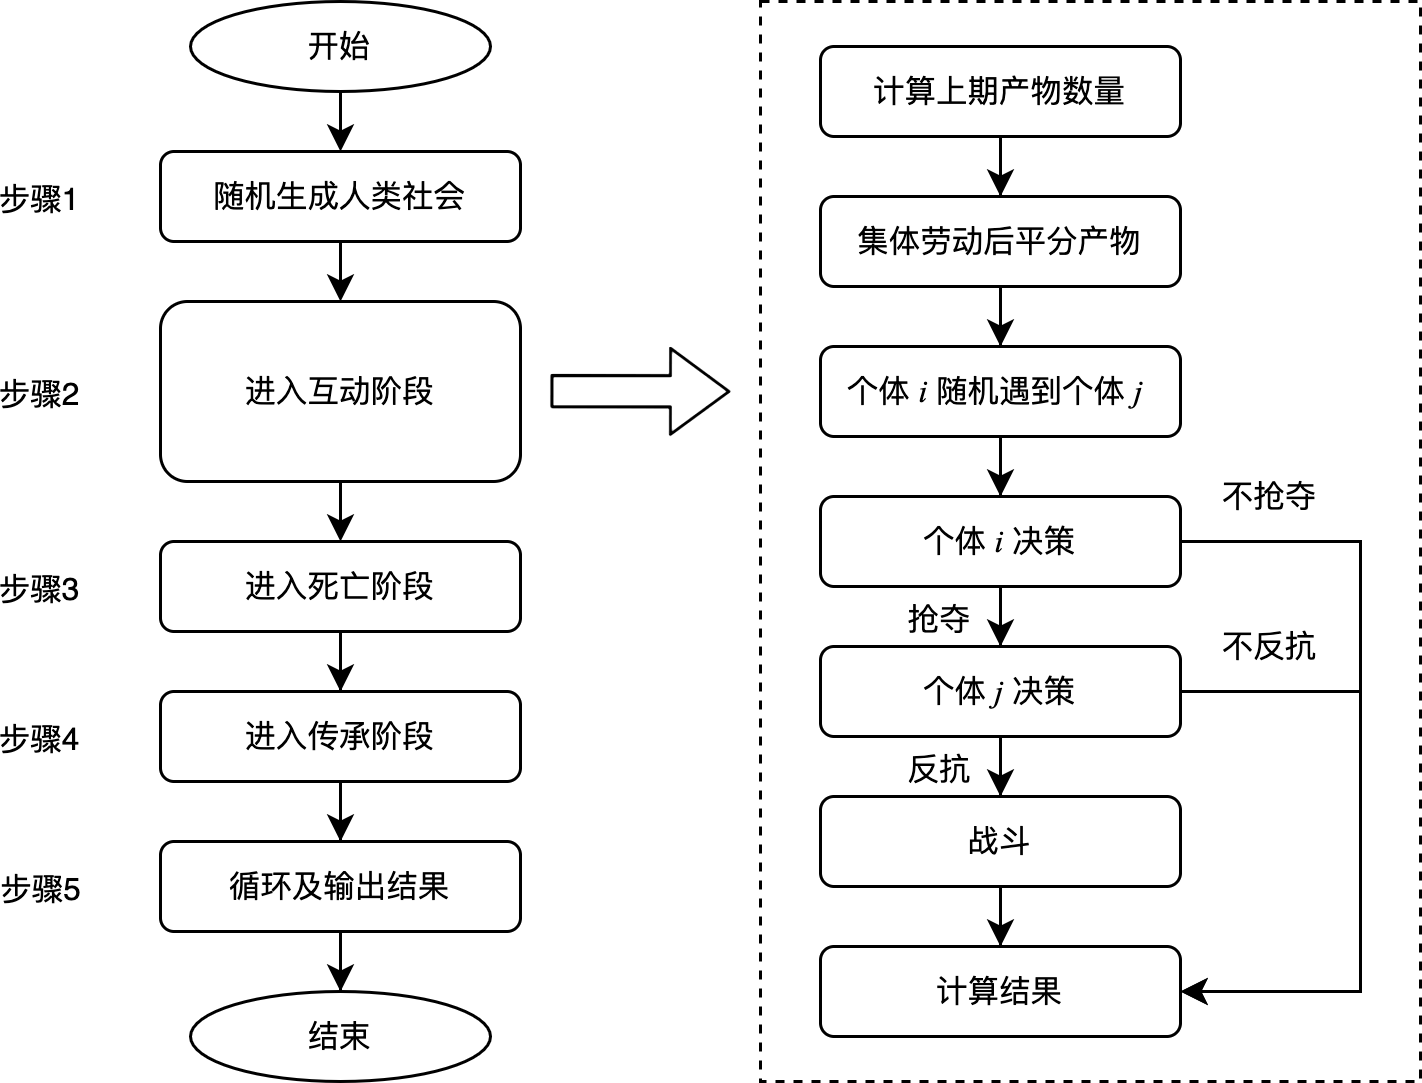 开始
步骤1
随机生成人类社会
步骤2
进入互动阶段
步骤3
进入死亡阶段
步骤4
进入传承阶段
步骤5
循环及输出结果
结束
计算上期产物数量
集体劳动后平分产物
个体 i 随机遇到个体 j
个体 i 决策
不抢夺
抢夺
个体 j 决策
不反抗
反抗
战斗
计算结果